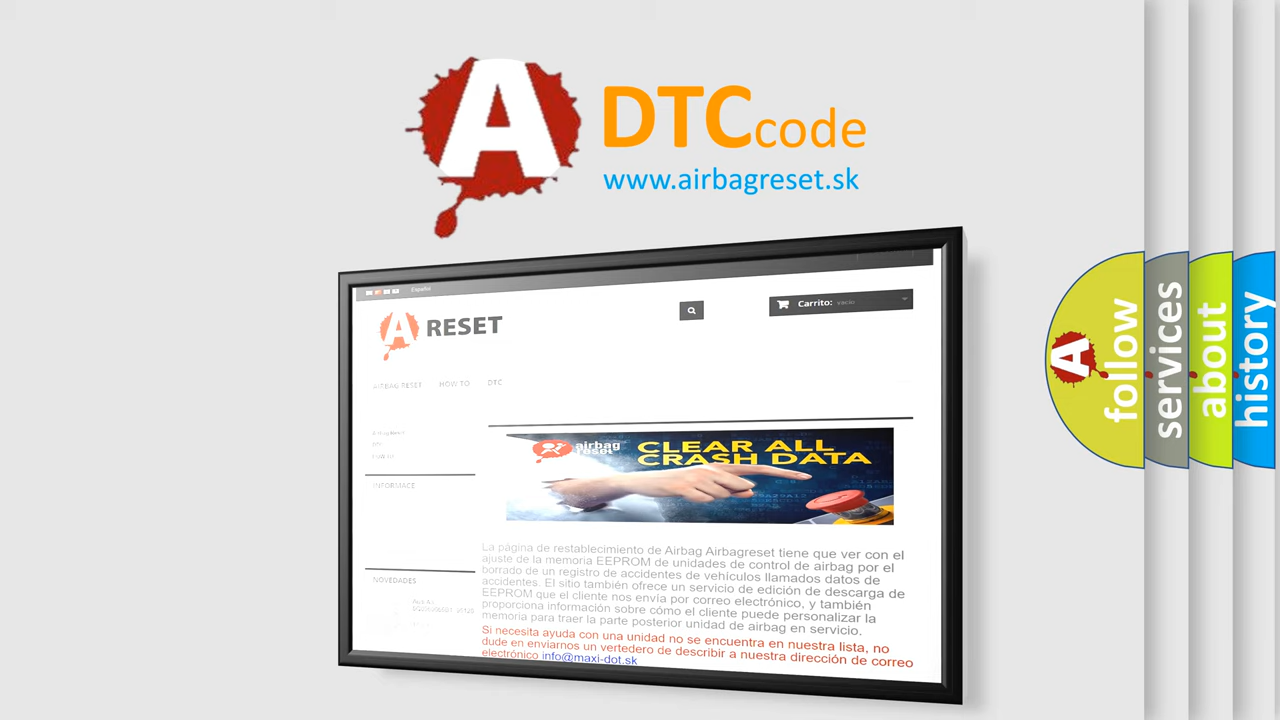 A
DTCcode
www.airbagreset.sk
Español
A RESET
Carrito: vacío
AIRBAG RESET HOW TO DTC
INFORMACE
airbag
reset
CLEAR ALL
CRASH DATA
La página de restablecimiento de Airbag Airbagreset tiene que ver con el
ajuste de la memoria EEPROM de unidades de control de airbag por el
borrado de un registro de accidentes de vehículos llamados datos de
accidentes. El sitio también ofrece un servicio de edición de descarga de
EEPROM que el cliente nos envía por correo electrónico, y también
proporciona información sobre cómo el cliente puede personalizar la
memoria para traer la parte posterior unidad de airbag en servicio.
Si necesita ayuda con una unidad no se encuentra en nuestra lista, no
dude en enviarnos un vertedero de describir a nuestra dirección de correo
electrónico info@maxi-dot.sk
NOVEDADES
A
follow
services
about
history